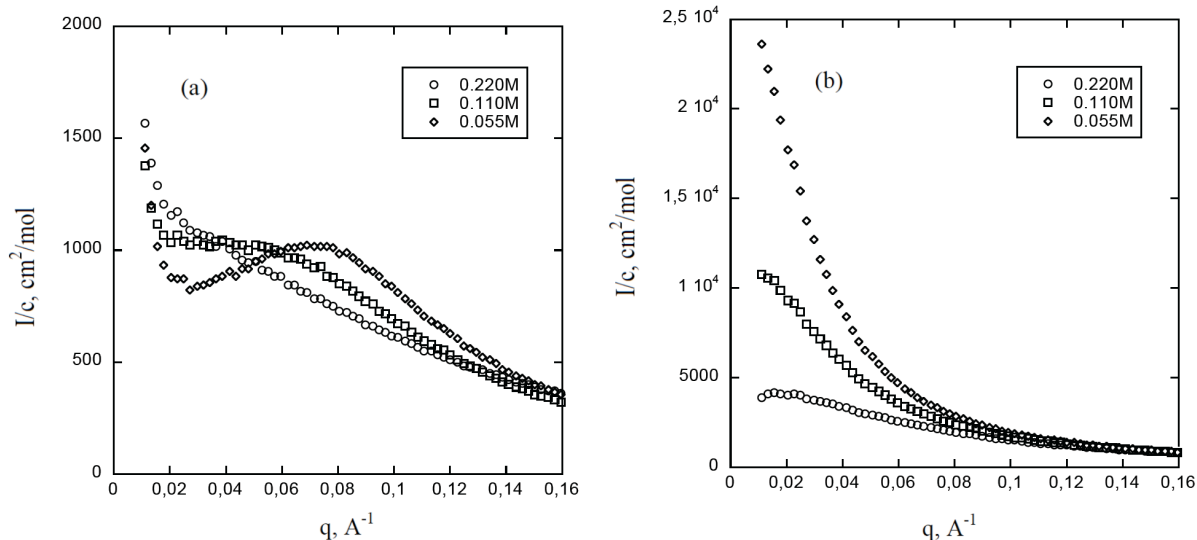 2000
1500
1000
500
0
I/c, cm²/mol
(a)
0.220M
0.110M
0.055M
0 0,02 0,04 0,06 0,08 0,1 0,12 0,14 0,16
q, A⁻¹
2,5 10⁴
2 10⁴
1,5 10⁴
1 10⁴
5000
0
I/c, cm²/mol
(b)
0.220M
0.110M
0.055M
0 0,02 0,04 0,06 0,08 0,1 0,12 0,14 0,16
q, A⁻¹